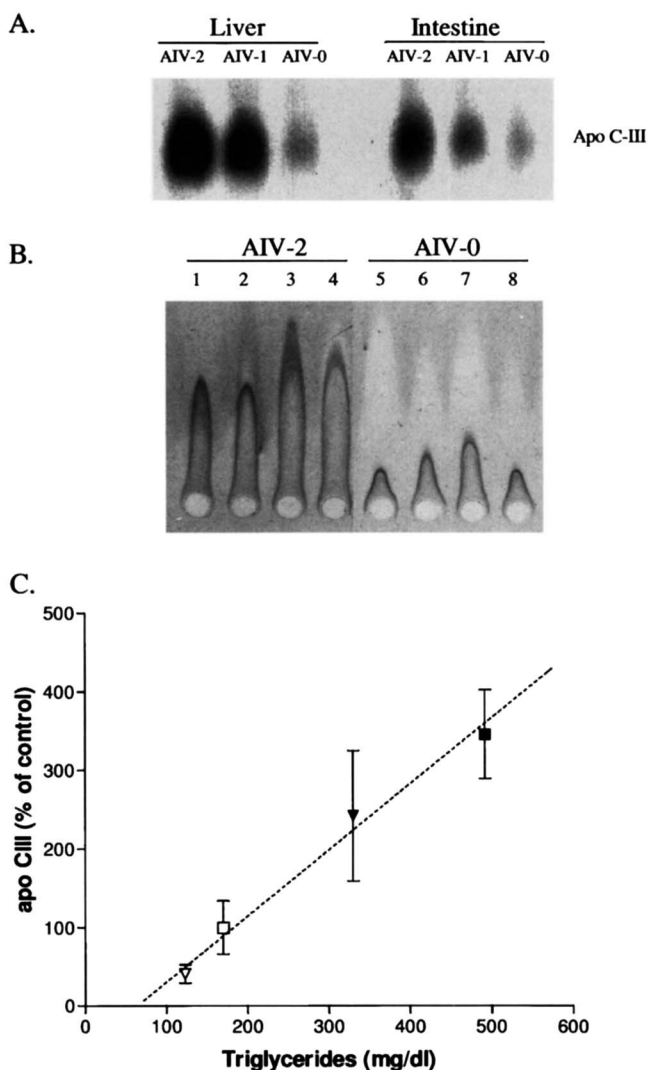 A.
Liver Intestine
AIV-2 AIV-1 AIV-0 AIV-2 AIV-1 AIV-0
Apo C-III
B.
AIV-2 AIV-0
1 2 3 4 5 6 7 8
C.
500
400
300
200
100
0
apo CIII (% of control)
0 100 200 300 400 500 600
Triglycerides (mg/dl)